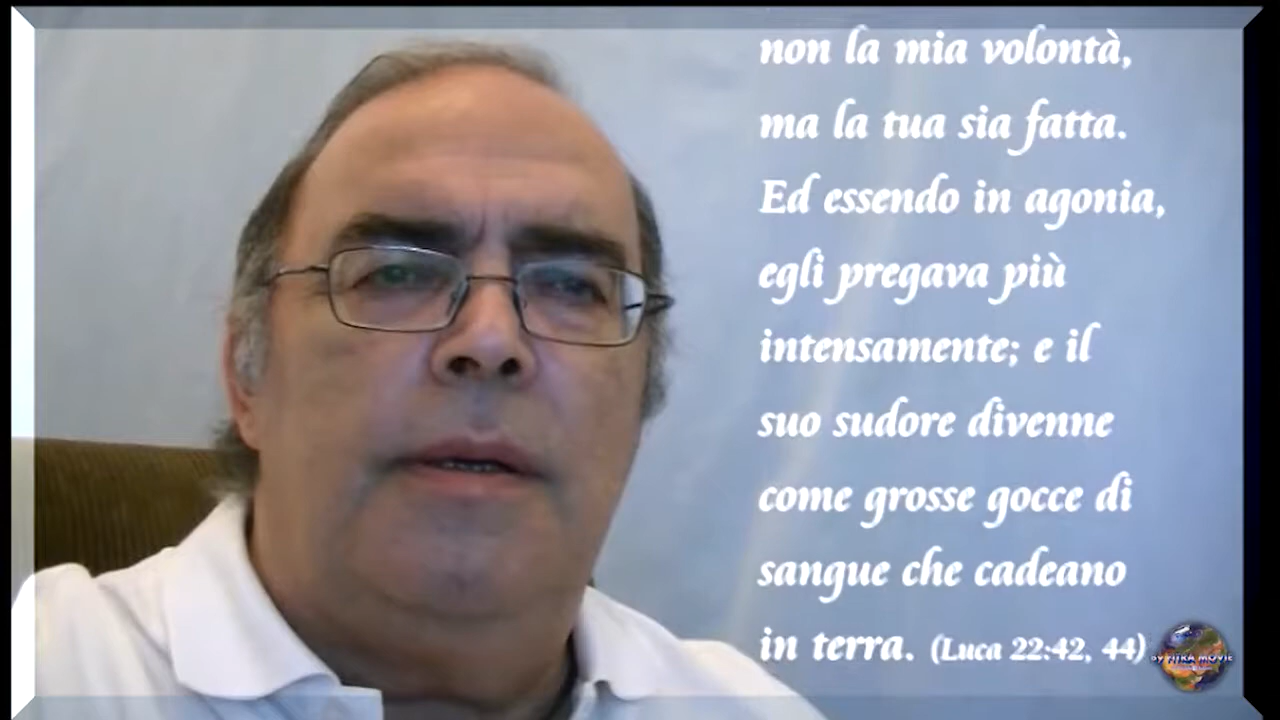 non la mia volontà,
ma la tua sia fatta.
Ed essendo in agonia,
egli pregava più
intensamente; e il
suo sudore divenne
come grosse gocce di
sangue che cadeano
in terra. (Luca 22:42, 44)